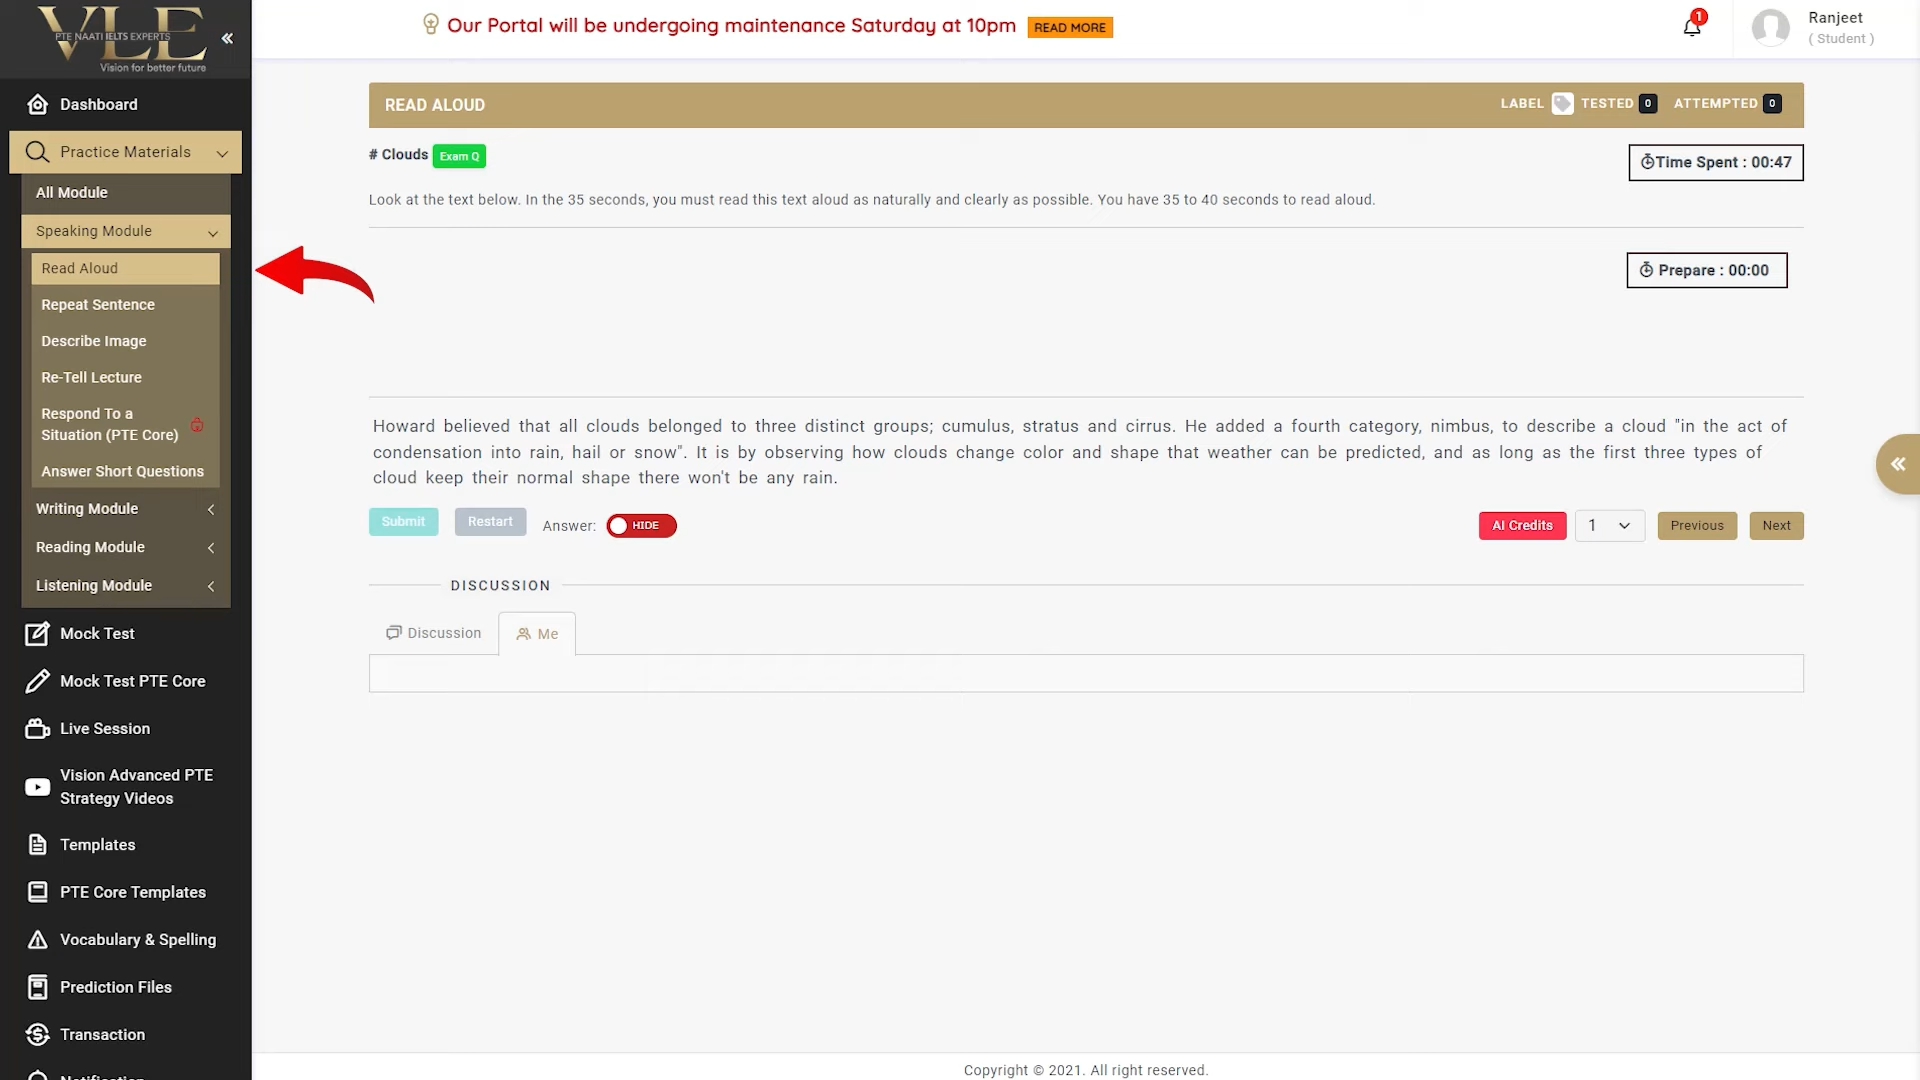 VLE
PTE NAATI IELTS EXPERTS
Vision for better future
Our Portal will be undergoing maintenance Saturday at 10pm READ MORE
1
Ranjeet
( Student )
Dashboard
Practice Materials
All Module
Speaking Module
Read Aloud
Repeat Sentence
Describe Image
Re-Tell Lecture
Respond To a
Situation (PTE Core)
Answer Short Questions
Writing Module
Reading Module
Listening Module
Mock Test
Mock Test PTE Core
Live Session
Vision Advanced PTE
Strategy Videos
Templates
PTE Core Templates
Vocabulary & Spelling
Prediction Files
Transaction
Notification
READ ALOUD
LABEL TESTED 0 ATTEMPTED 0
# Clouds Exam Q
Time Spent : 00:47
Look at the text below. In the 35 seconds, you must read this text aloud as naturally and clearly as possible. You have 35 to 40 seconds to read aloud.
Prepare : 00:00
Howard believed that all clouds belonged to three distinct groups; cumulus, stratus and cirrus. He added a fourth category, nimbus, to describe a cloud "in the act of
condensation into rain, hail or snow". It is by observing how clouds change color and shape that weather can be predicted, and as long as the first three types of
cloud keep their normal shape there won't be any rain.
Submit Restart Answer: HIDE
AI Credits 1 Previous Next
DISCUSSION
Discussion Me
Copyright © 2021. All right reserved.